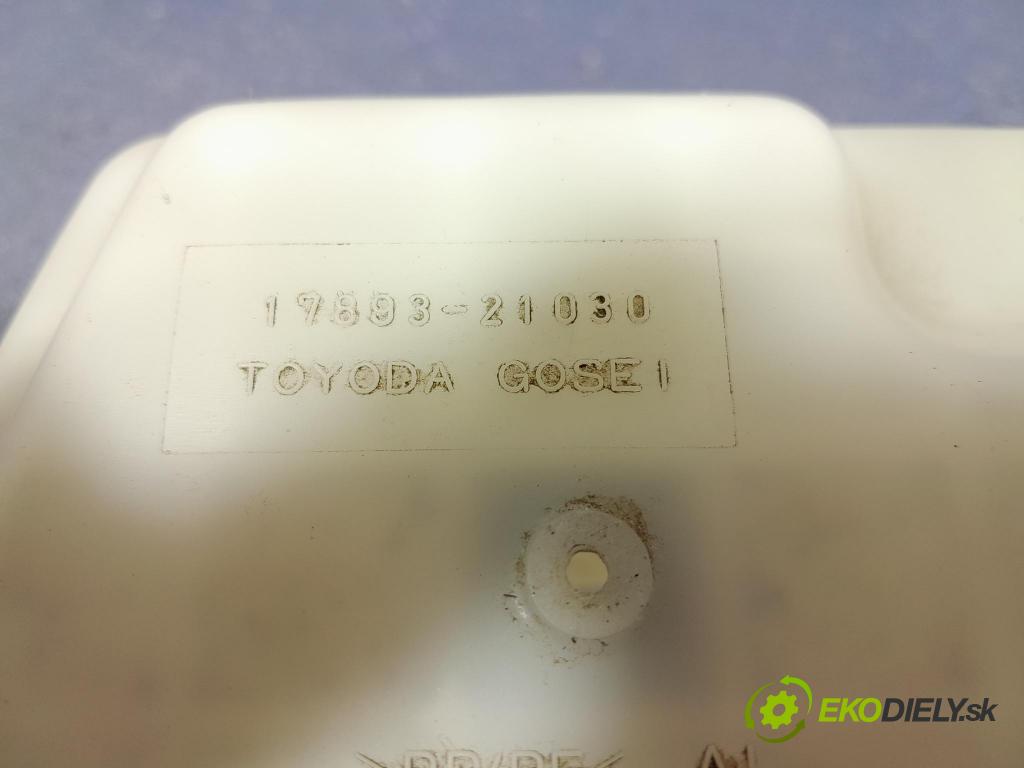 17893-21030
TOYODA GOSEI
EKODIELY.sk